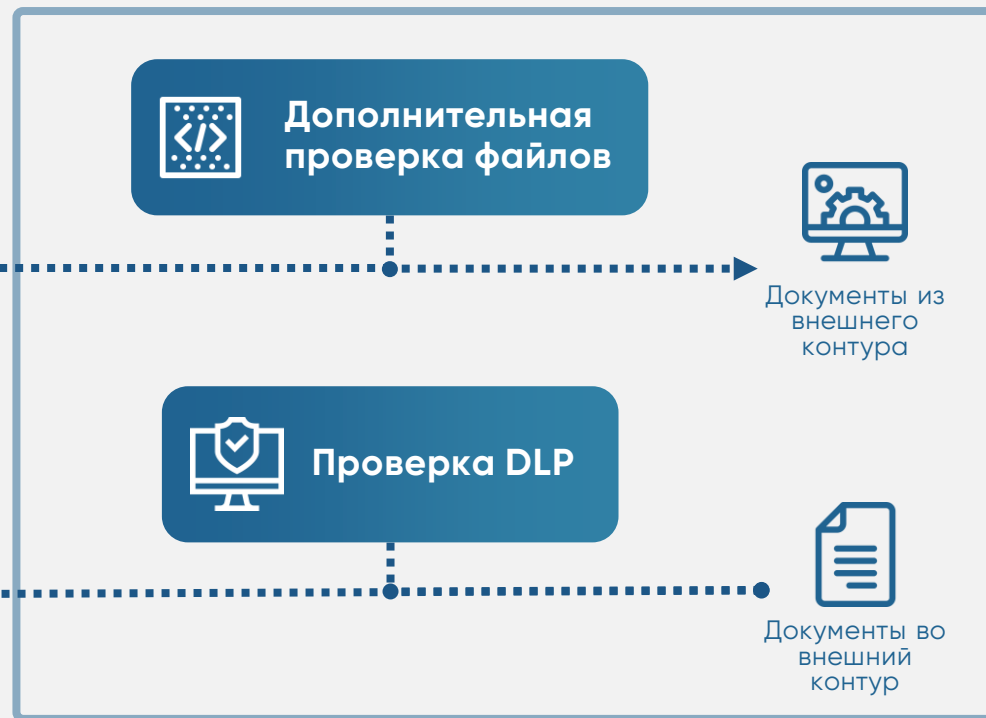 Дополнительная
проверка файлов
Документы из
внешнего
контура
Проверка DLP
Документы во
внешний
контур